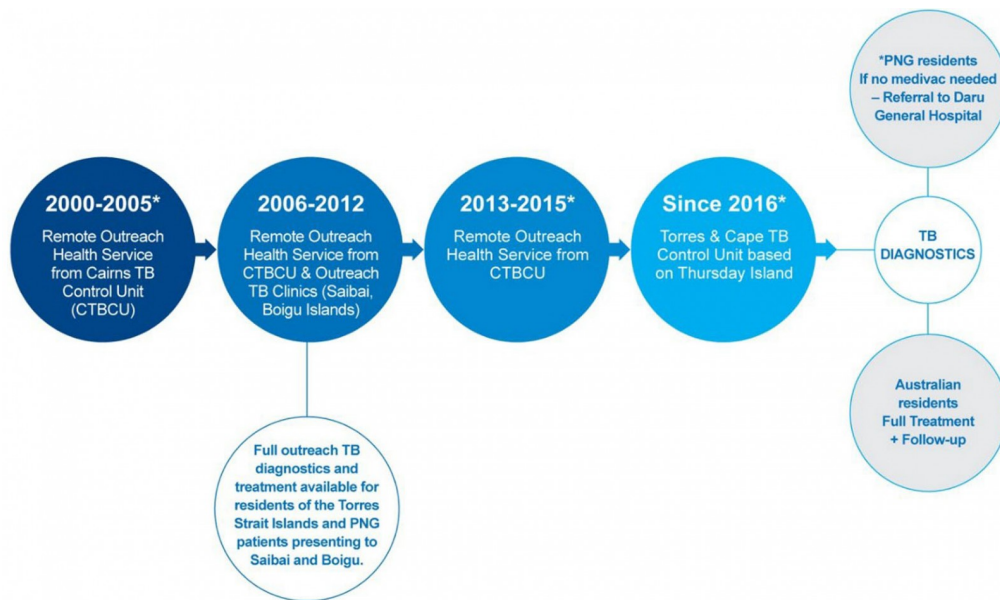 2000-2005*
Remote Outreach
Health Service
from Cairns TB
Control Unit
(CTBCU)
2006-2012
Remote Outreach
Health Service from
CTBCU & Outreach
TB Clinics (Saibai,
Boigu Islands)
Full outreach TB
diagnostics and
treatment available for
residents of the Torres
Strait Islands and PNG
patients presenting to
Saibai and Boigu.
2013-2015*
Remote Outreach
Health Service from
CTBCU
Since 2016*
Torres & Cape TB
Control Unit based
on Thursday Island
*PNG residents
If no medivac needed
– Referral to Daru
General Hospital
TB
DIAGNOSTICS
Australian
residents
Full Treatment
+ Follow-up